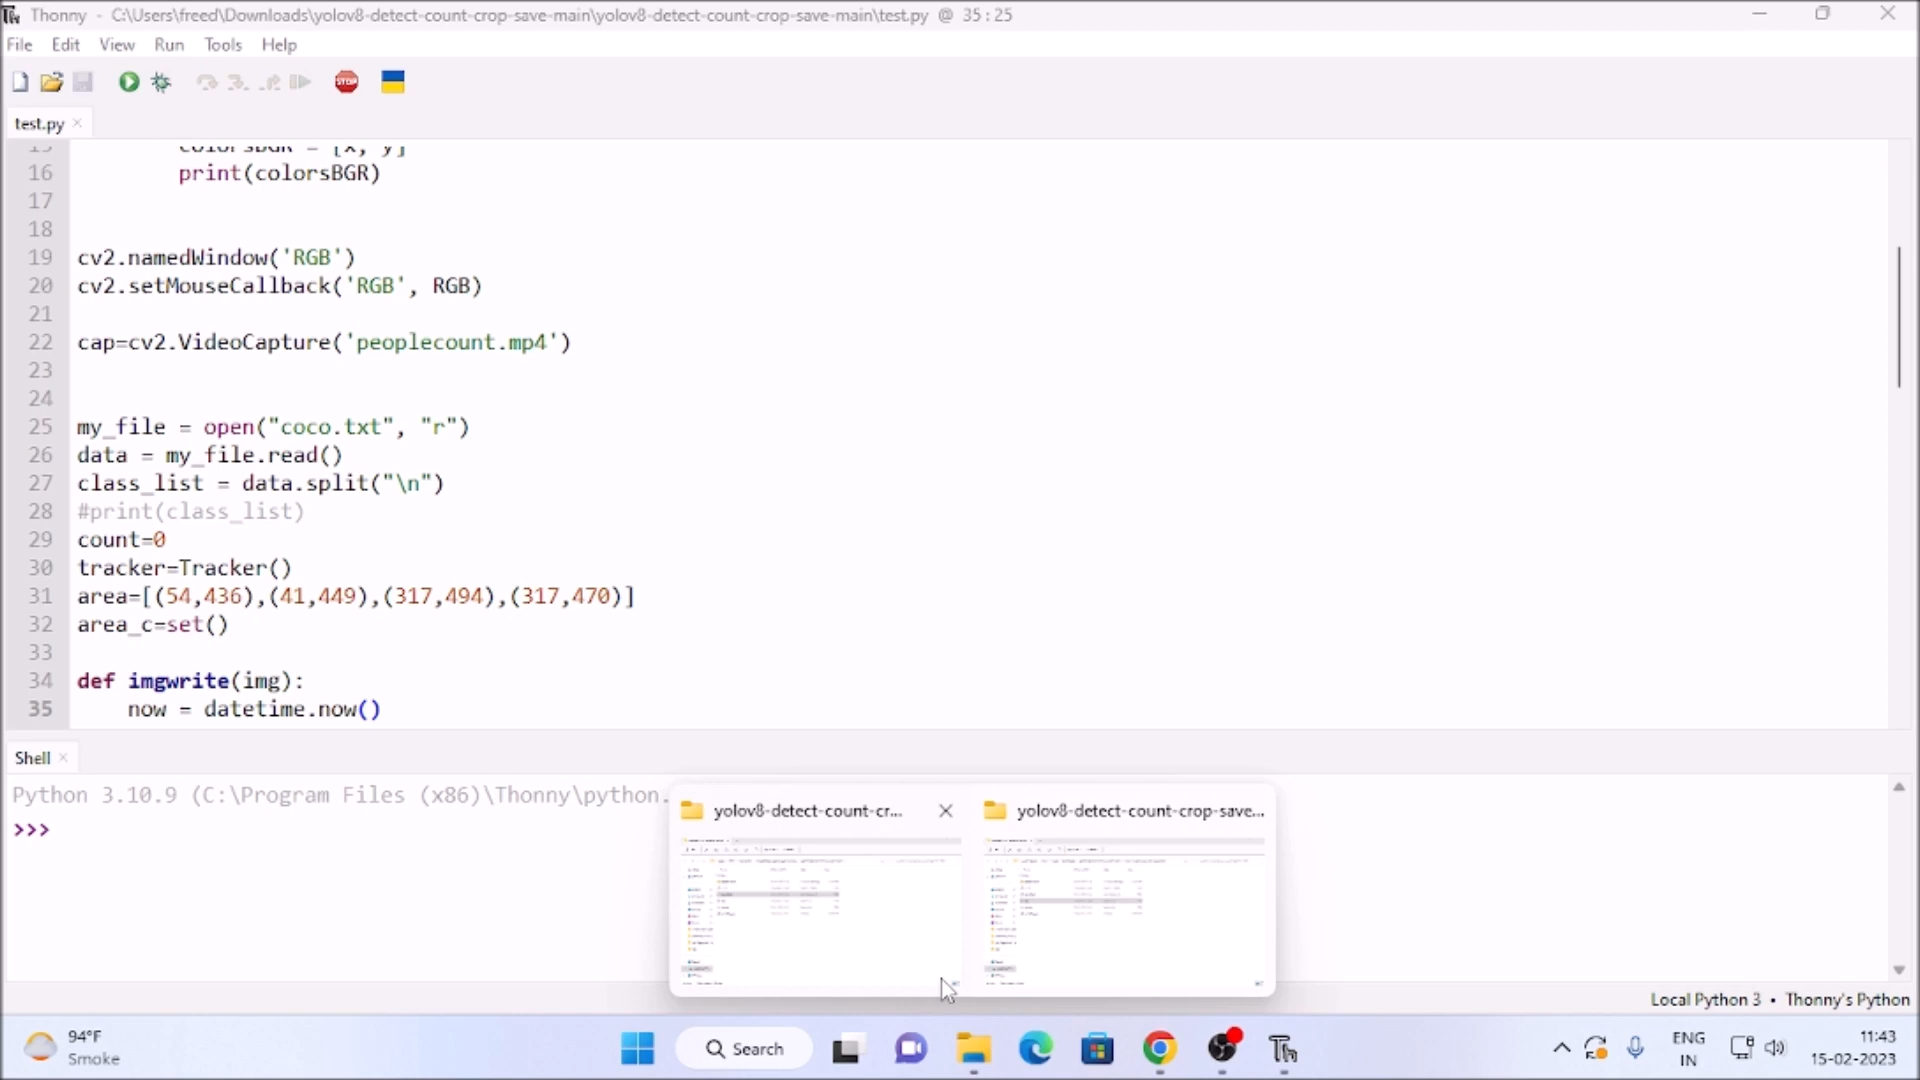 Thonny - C:\Users\freed\Downloads\yolov8-detect-count-crop-save-main\yolov8-detect-count-crop-save-main\test.py @ 35:25
File Edit View Run Tools Help
STOP
test.py
15 colorsBGR = [x, y]
16 print(colorsBGR)
17
18
19 cv2.namedWindow('RGB')
20 cv2.setMouseCallback('RGB', RGB)
21
22 cap=cv2.VideoCapture('peoplecount.mp4')
23
24
25 my_file = open("coco.txt", "r")
26 data = my_file.read()
27 class_list = data.split("\n")
28 #print(class_list)
29 count=0
30 tracker=Tracker()
31 area=[(54,436),(41,449),(317,494),(317,470)]
32 area_c=set()
33
34 def imgwrite(img):
35 now = datetime.now()
Shell
Python 3.10.9 (C:\Program Files (x86)\Thonny\python.
>>>
yolov8-detect-count-cr... yolov8-detect-count-crop-save...
Local Python 3 • Thonny's Python
94°F
Smoke
Search
Th
ENG
IN
11:43
15-02-2023